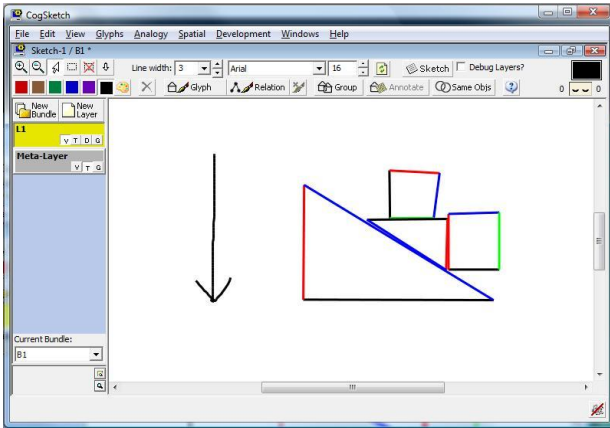 CogSketch
File Edit View Glyphs Analogy Spatial Development Windows Help
Sketch-1 / B1 *
Line width: 3 Arial 16 Sketch Debug Layers?
Glyph Relation Group Annotate Same Objs 0 0
New Bundle New Layer
L1
V T D G
Meta-Layer
V T G
Current Bundle:
B1